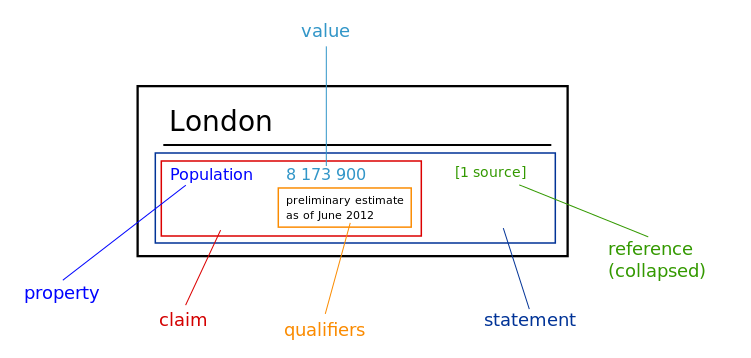 value
London
Population 8 173 900 [1 source]
preliminary estimate
as of June 2012
reference
(collapsed)
property
claim
qualifiers
statement